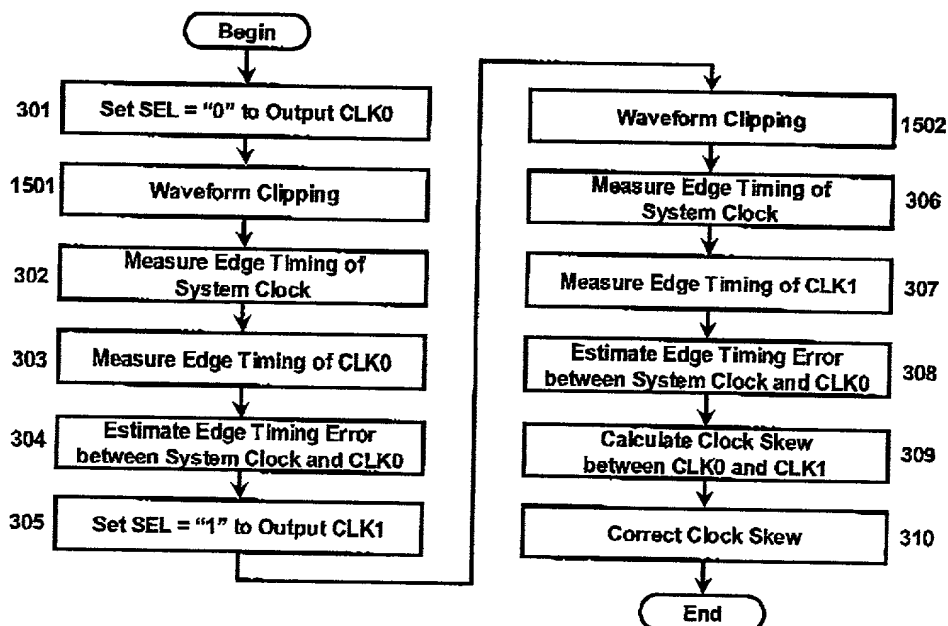 Begin
301
Set SEL = "0" to Output CLK0
1501
Waveform Clipping
302
Measure Edge Timing of
System Clock
303
Measure Edge Timing of CLK0
304
Estimate Edge Timing Error
between System Clock and CLK0
305
Set SEL = "1" to Output CLK1
Waveform Clipping
1502
Measure Edge Timing of
System Clock
306
Measure Edge Timing of CLK1
307
Estimate Edge Timing Error
between System Clock and CLK0
308
Calculate Clock Skew
between CLK0 and CLK1
309
Correct Clock Skew
310
End